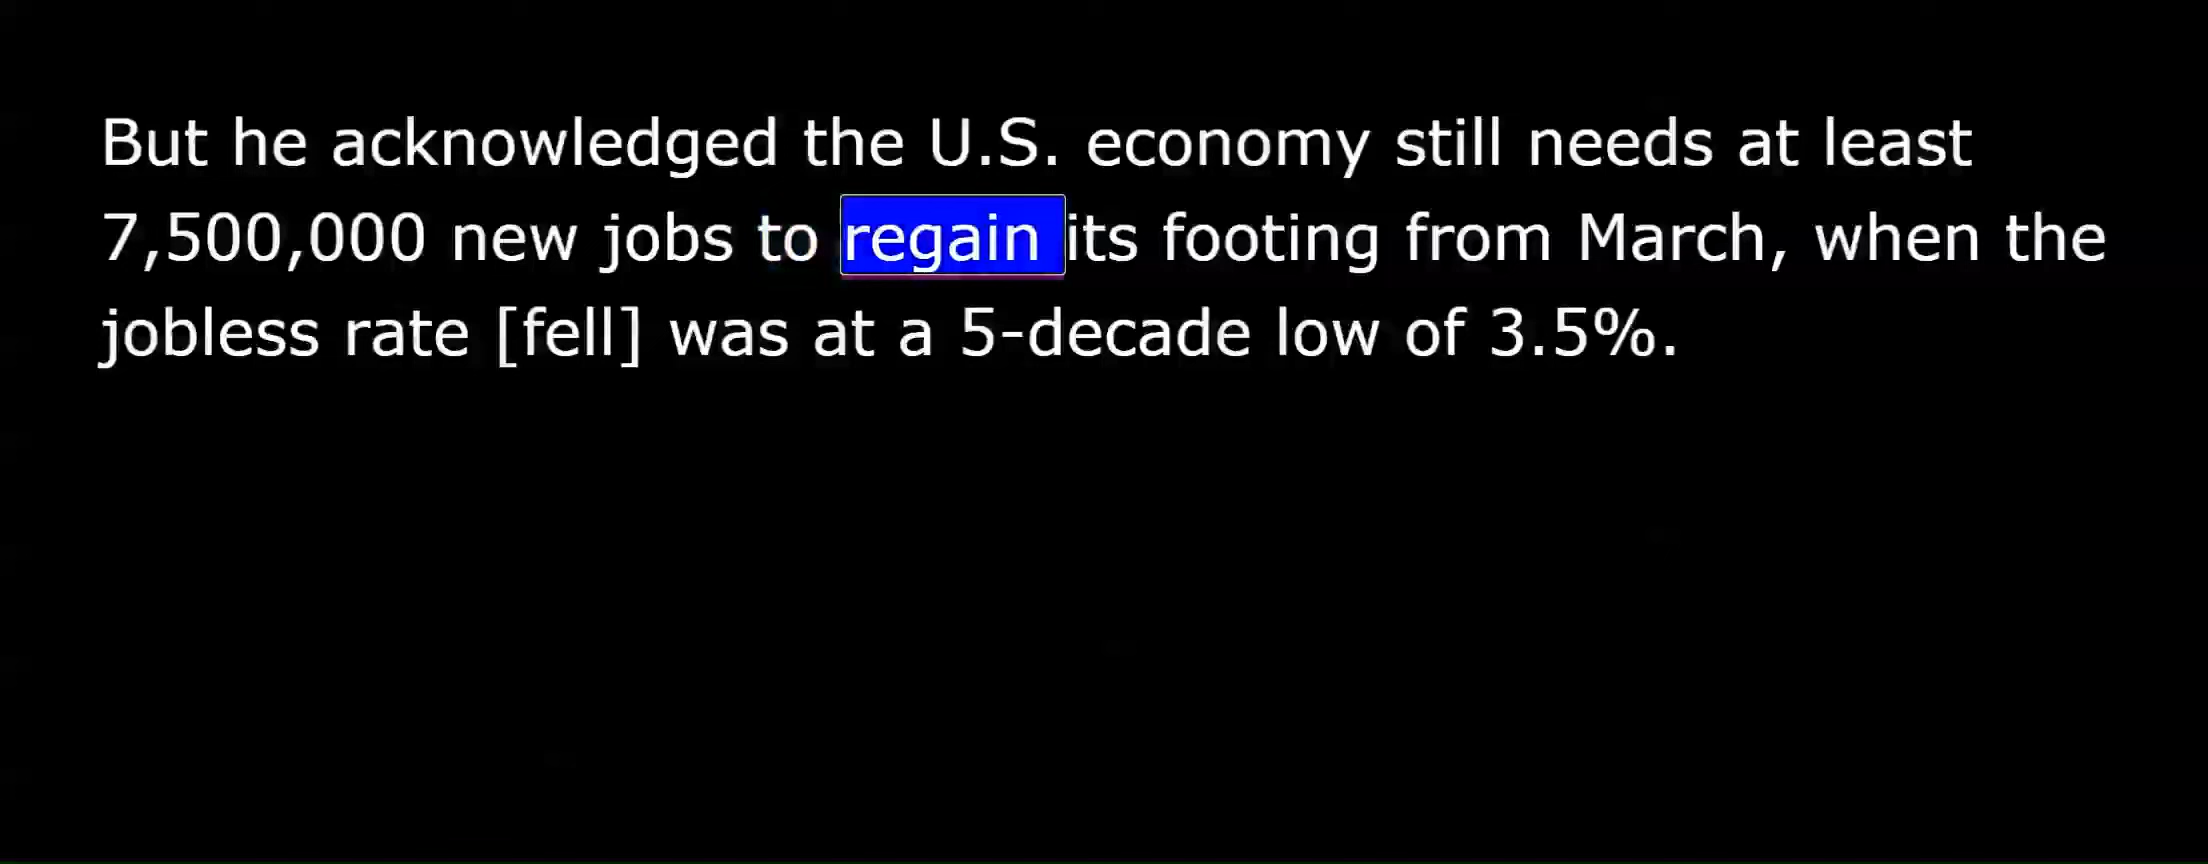 But he acknowledged the U.S. economy still needs at least
7,500,000 new jobs to regain its footing from March, when the
jobless rate [fell] was at a 5-decade low of 3.5%.